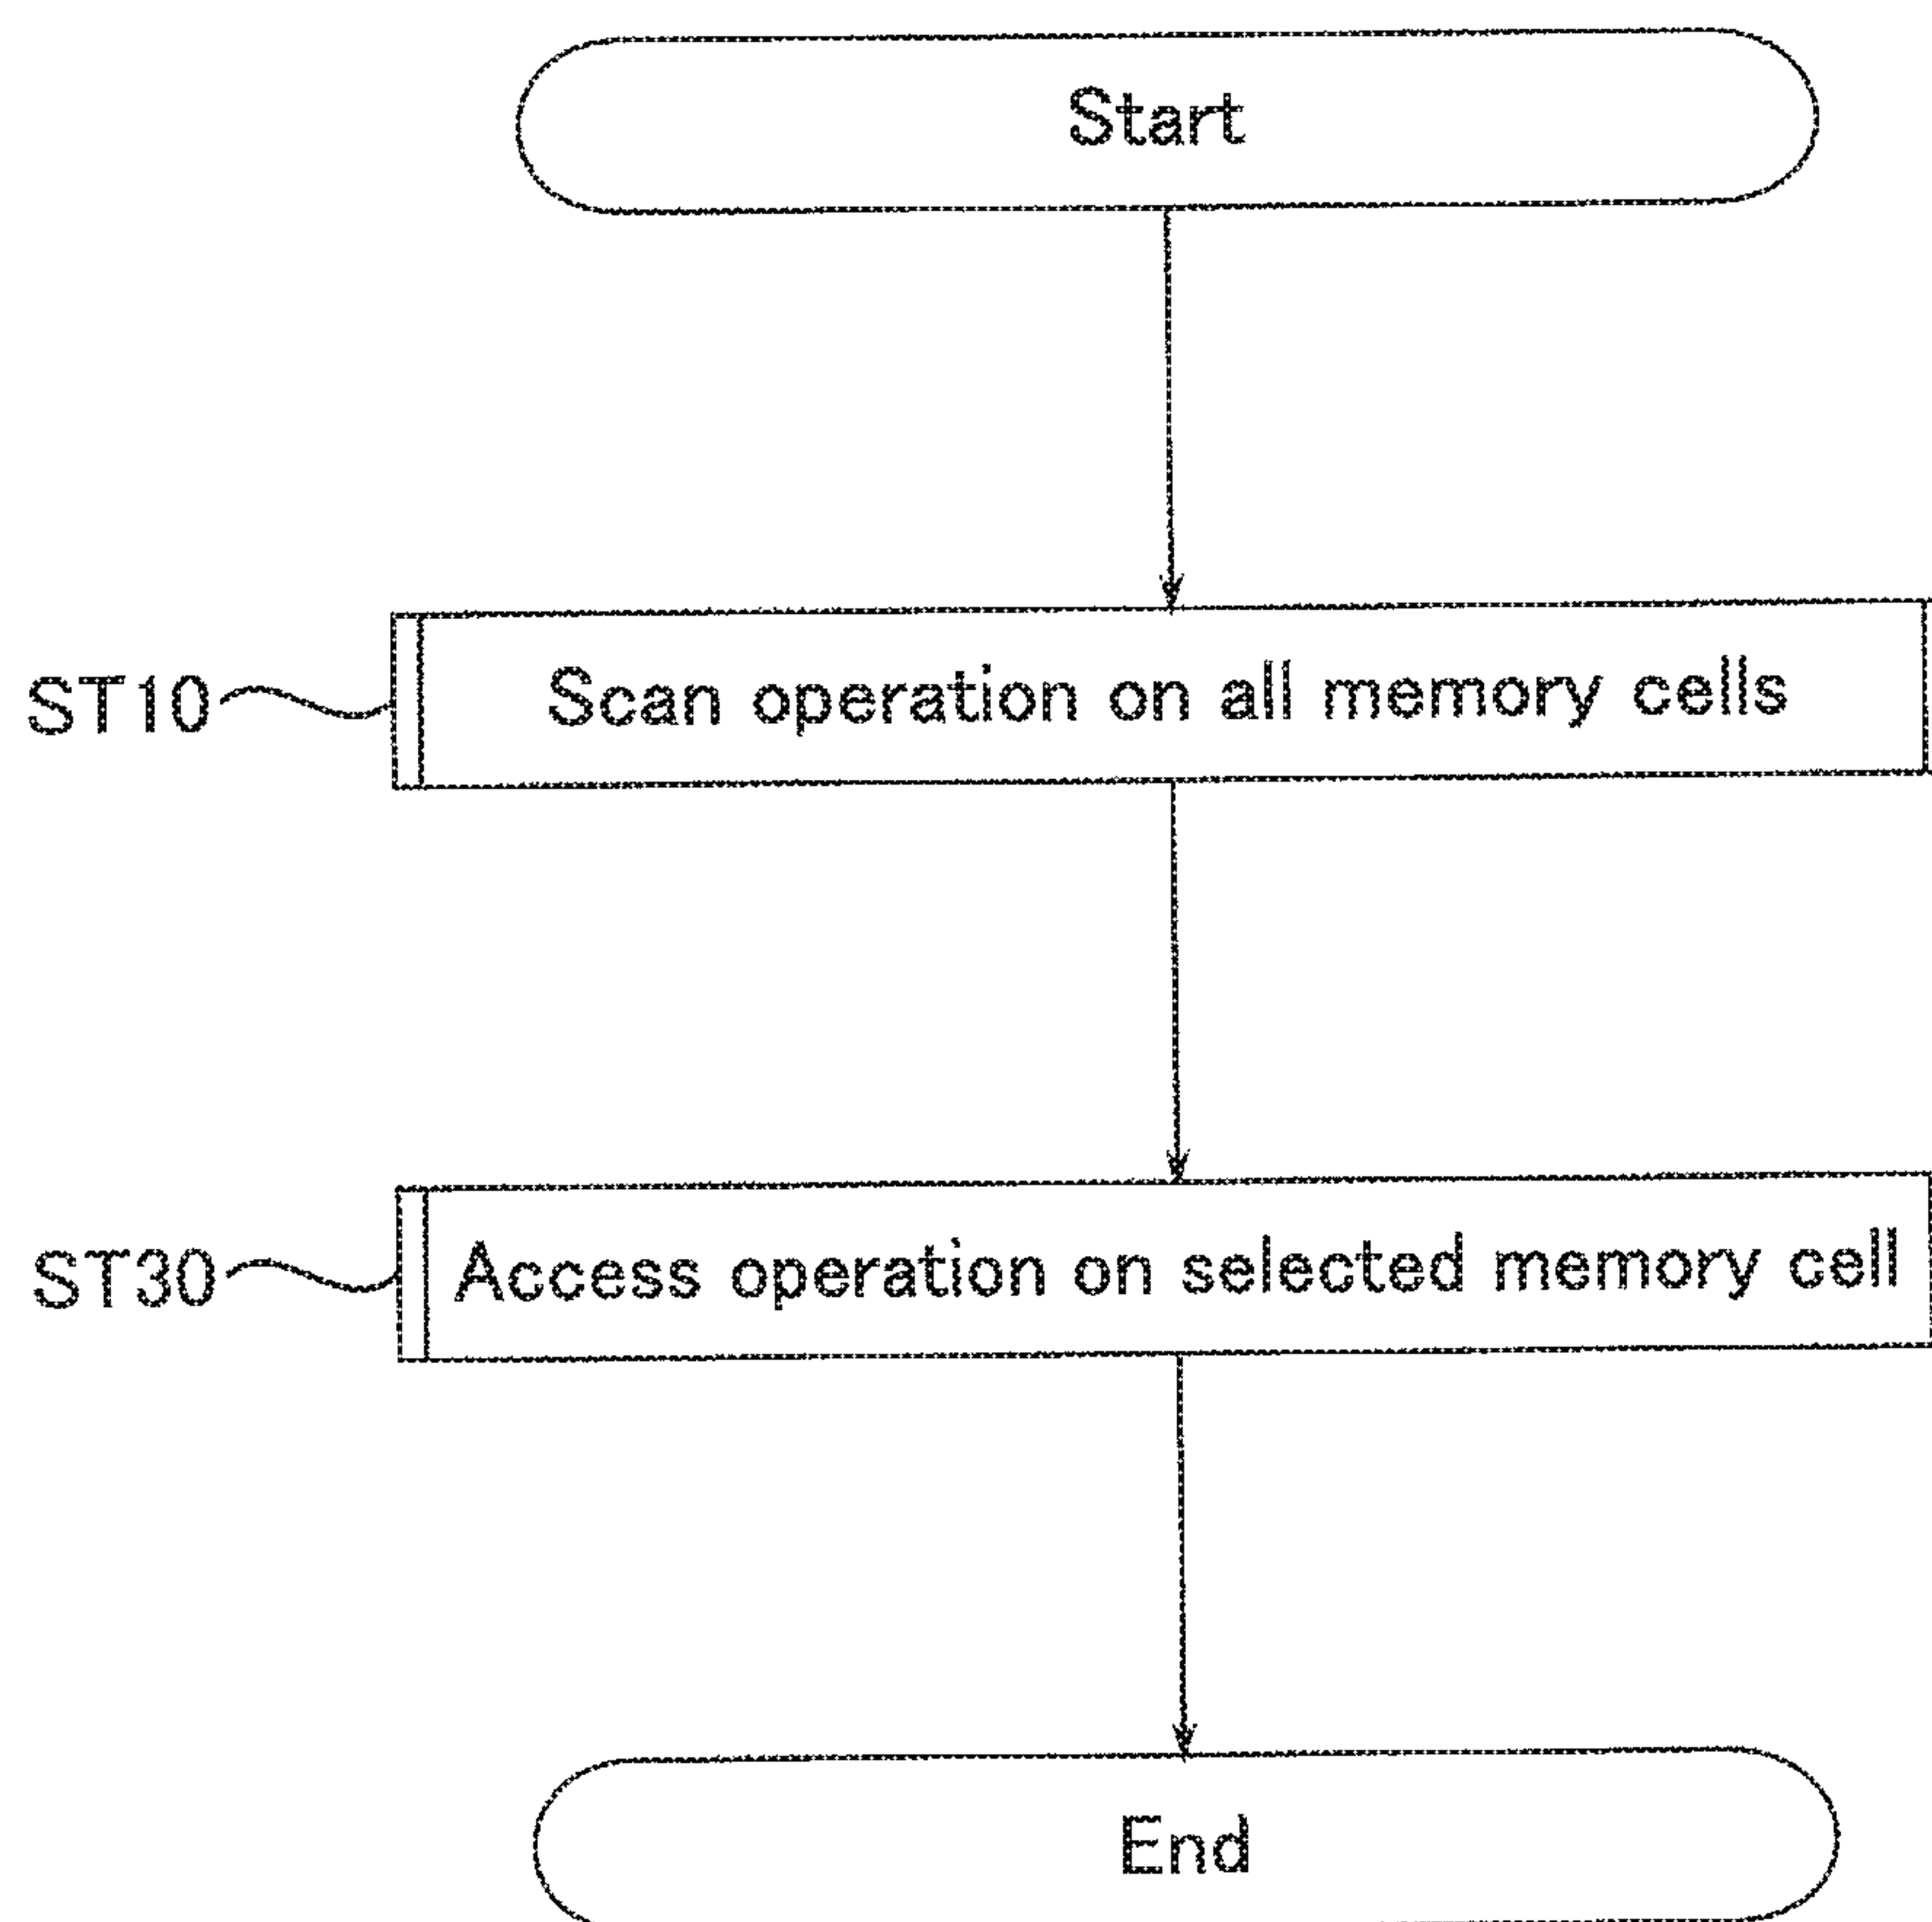 Start
ST10 Scan operation on all memory cells
ST30 Access operation on selected memory cell
End